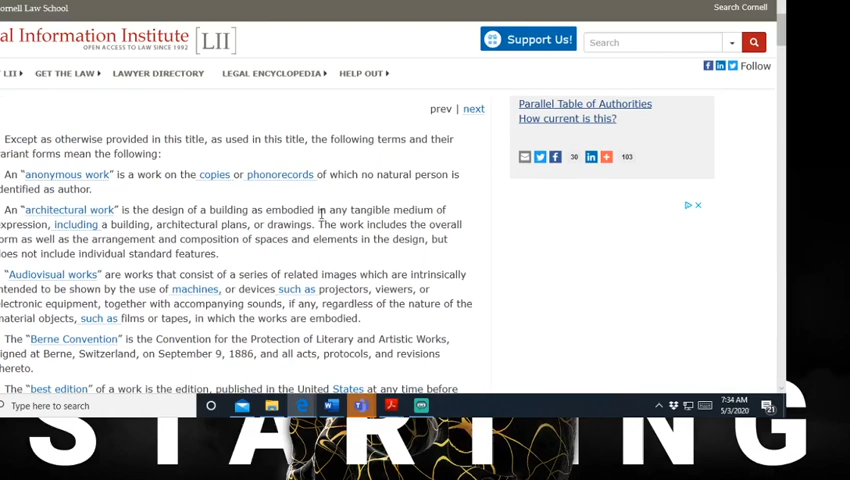 ornell Law School
Search Cornell
al Information Institute
OPEN ACCESS TO LAW SINCE 1992
[LII]
Support Us!
Search
Follow
LII
GET THE LAW
LAWYER DIRECTORY
LEGAL ENCYCLOPEDIA
HELP OUT
prev | next
Parallel Table of Authorities
How current is this?
30
103
Except as otherwise provided in this title, as used in this title, the following terms and their
variant forms mean the following:
An “anonymous work” is a work on the copies or phonorecords of which no natural person is
identified as author.
An “architectural work” is the design of a building as embodied in any tangible medium of
expression, including a building, architectural plans, or drawings. The work includes the overall
orm as well as the arrangement and composition of spaces and elements in the design, but
does not include individual standard features.
“Audiovisual works” are works that consist of a series of related images which are intrinsically
ntended to be shown by the use of machines, or devices such as projectors, viewers, or
electronic equipment, together with accompanying sounds, if any, regardless of the nature of the
material objects, such as films or tapes, in which the works are embodied.
The “Berne Convention” is the Convention for the Protection of Literary and Artistic Works,
igned at Berne, Switzerland, on September 9, 1886, and all acts, protocols, and revisions
hereto.
The “best edition” of a work is the edition, published in the United States at any time before
Type here to search
7:34 AM
5/3/2020
21
STARTING